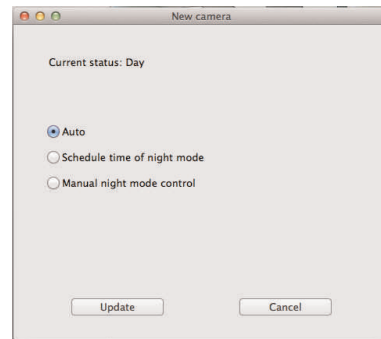 New camera
Current status: Day
Auto
Schedule time of night mode
Manual night mode control
Update
Cancel